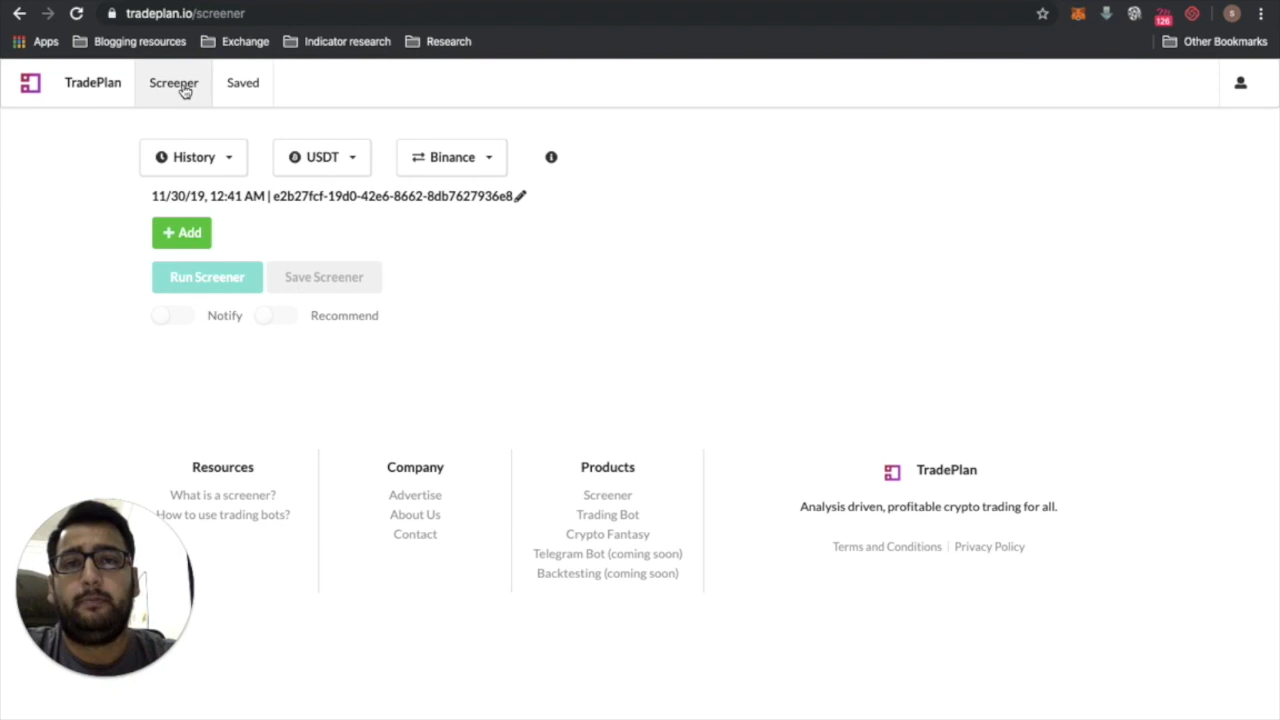 tradeplan.io/screener
126
S
Apps Blogging resources Exchange Indicator research Research Other Bookmarks
TradePlan Screener Saved
History USDT Binance
11/30/19, 12:41 AM | e2b27fcf-19d0-42e6-8662-8db7627936e8
+ Add
Run Screener Save Screener
Notify Recommend
Resources
What is a screener?
How to use trading bots?
Company
Advertise
About Us
Contact
Products
Screener
Trading Bot
Crypto Fantasy
Telegram Bot (coming soon)
Backtesting (coming soon)
TradePlan
Analysis driven, profitable crypto trading for all.
Terms and Conditions | Privacy Policy